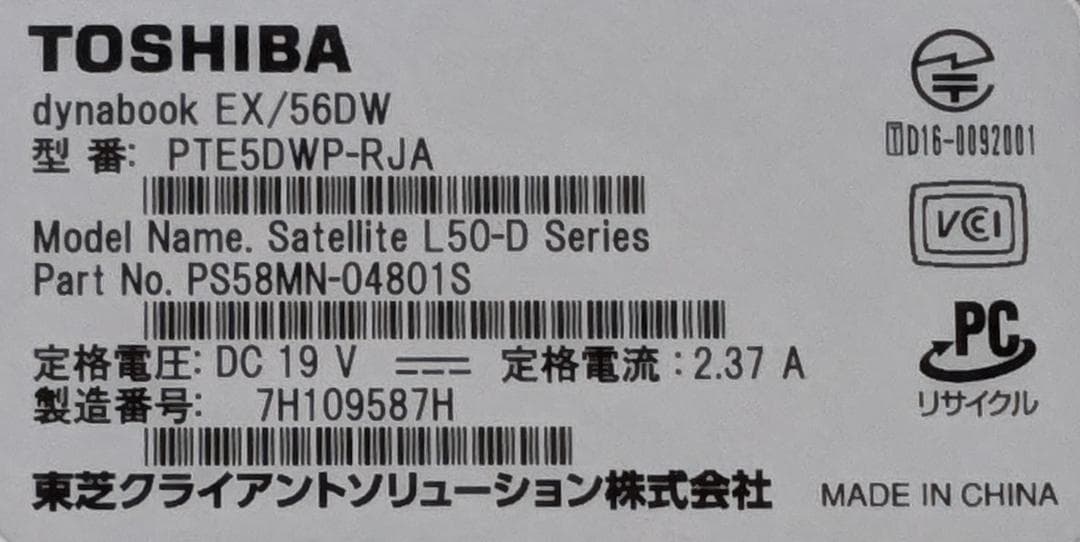 TOSHIBA
dynabook EX/56DW
型 番: PTE5DWP-RJA
Model Name. Satellite L50-D Series
Part No. PS58MN-04801S
定格電圧: DC 19 V ⎓ 定格電流 : 2.37 A
製造番号: 7H109587H
東芝クライアントソリューション株式会社
MADE IN CHINA
🅃D16-0092001
VCCI
PC
リサイクル